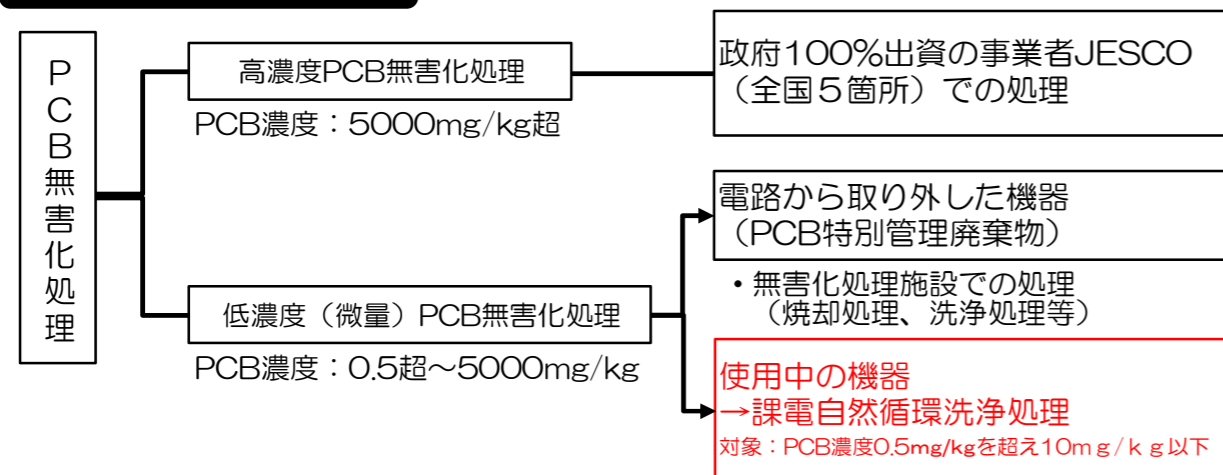 PCB無害化処理
高濃度PCB無害化処理
PCB濃度：5000mg/kg超
政府100%出資の事業者JESCO
（全国５箇所）での処理
低濃度（微量）PCB無害化処理
PCB濃度：0.5超～5000mg/kg
電路から取り外した機器
（PCB特別管理廃棄物）
・無害化処理施設での処理
（焼却処理、洗浄処理等）
使用中の機器
→課電自然循環洗浄処理
対象：PCB濃度0.5mg/kgを超え10ｍｇ/ｋｇ以下